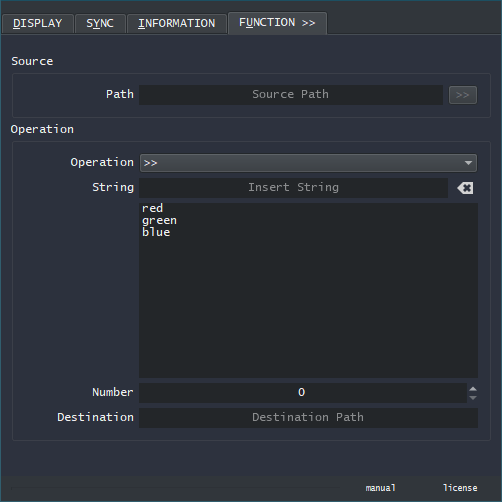 DISPLAY SYNC INFORMATION FUNCTION >>
Source
Path Source Path >>
Operation
Operation >>
String Insert String
red
green
blue
Number 0
Destination Destination Path
manual license